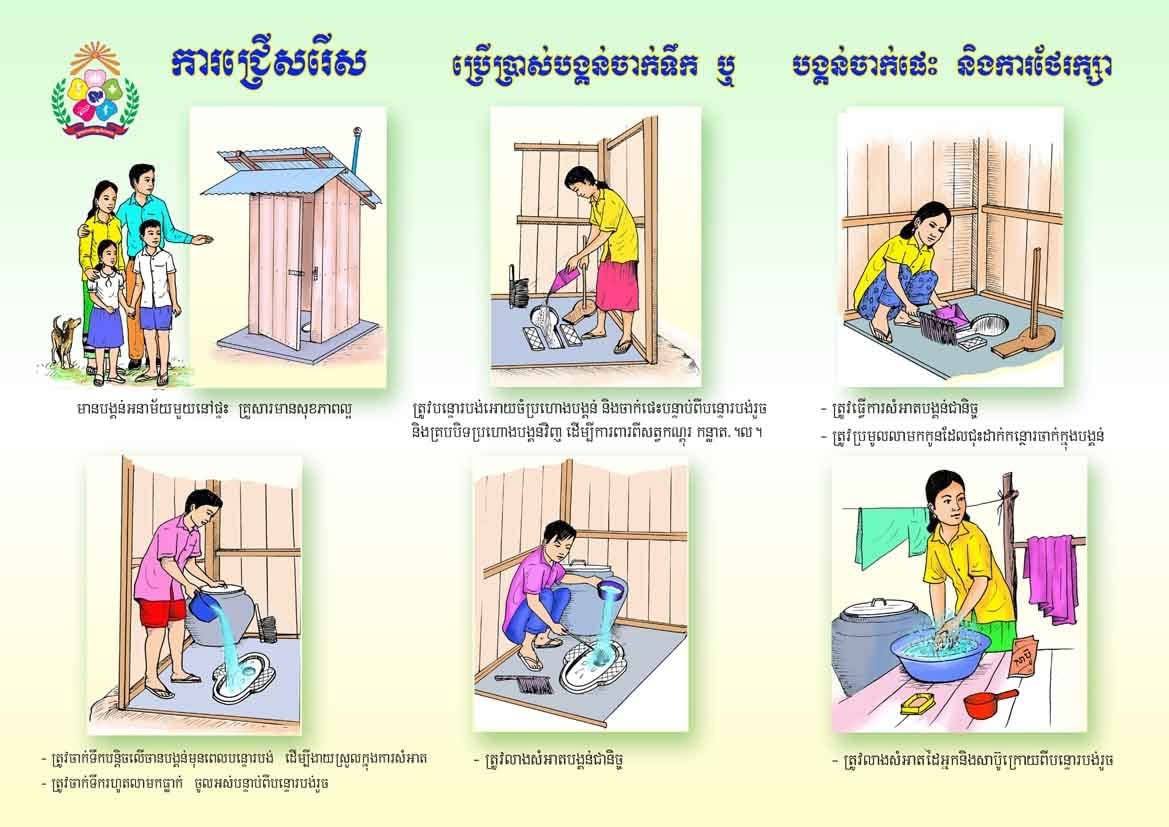 ការជ្រើសរើស ប្រើប្រាស់បង្គន់ចាក់ទឹក ឬ បង្គន់ចាក់ផេះ និងការថែរក្សា
មានបង្គន់អនាម័យមួយនៅផ្ទះ គ្រួសារមានសុខភាពល្អ
ត្រូវបន្ទោរបង់អោយចំប្រហោងបង្គន់ និងចាក់ផេះបន្ទាប់ពីបន្ទោរបង់រួច
និងគ្របបិទប្រហោងបង្គន់វិញ ដើម្បីការពារពីសត្វកណ្តុរ កន្លាត.ៗល។
- ត្រូវធ្វើការសំអាតបង្គន់ជានិច្ច
- ត្រូវប្រមូលលាមកកូនដែលជុះដាក់កន្ថោរចាក់ក្នុងបង្គន់
សាប៊ូ
- ត្រូវចាក់ទឹកបន្តិចលើចានបង្គន់មុនពេលបន្ទោរបង់ ដើម្បីងាយស្រួលក្នុងការសំអាត
- ត្រូវចាក់ទឹករហូតលាមកធ្លាក់ ចូលអស់បន្ទាប់ពីបន្ទោរបង់រួច
- ត្រូវលាងសំអាតបង្គន់ជានិច្ច
- ត្រូវលាងសំអាតដៃអ្នកនិងសាប៊ូក្រោយពីបន្ទោរបង់រួច